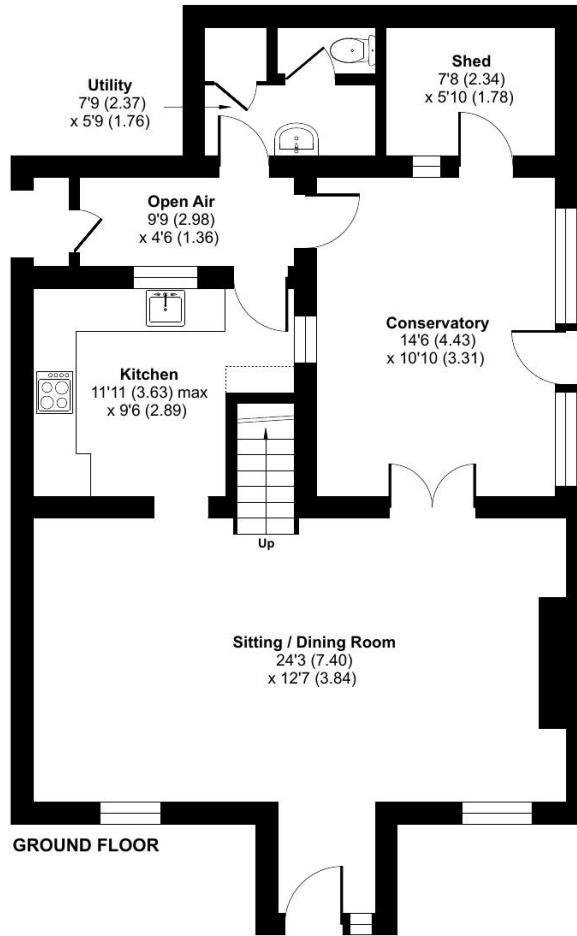 Utility
7'9 (2.37)
x 5'9 (1.76)
Shed
7'8 (2.34)
x 5'10 (1.78)
Open Air
9'9 (2.98)
x 4'6 (1.36)
Conservatory
14'6 (4.43)
x 10'10 (3.31)
Kitchen
11'11 (3.63) max
x 9'6 (2.89)
Up
Sitting / Dining Room
24'3 (7.40)
x 12'7 (3.84)
GROUND FLOOR